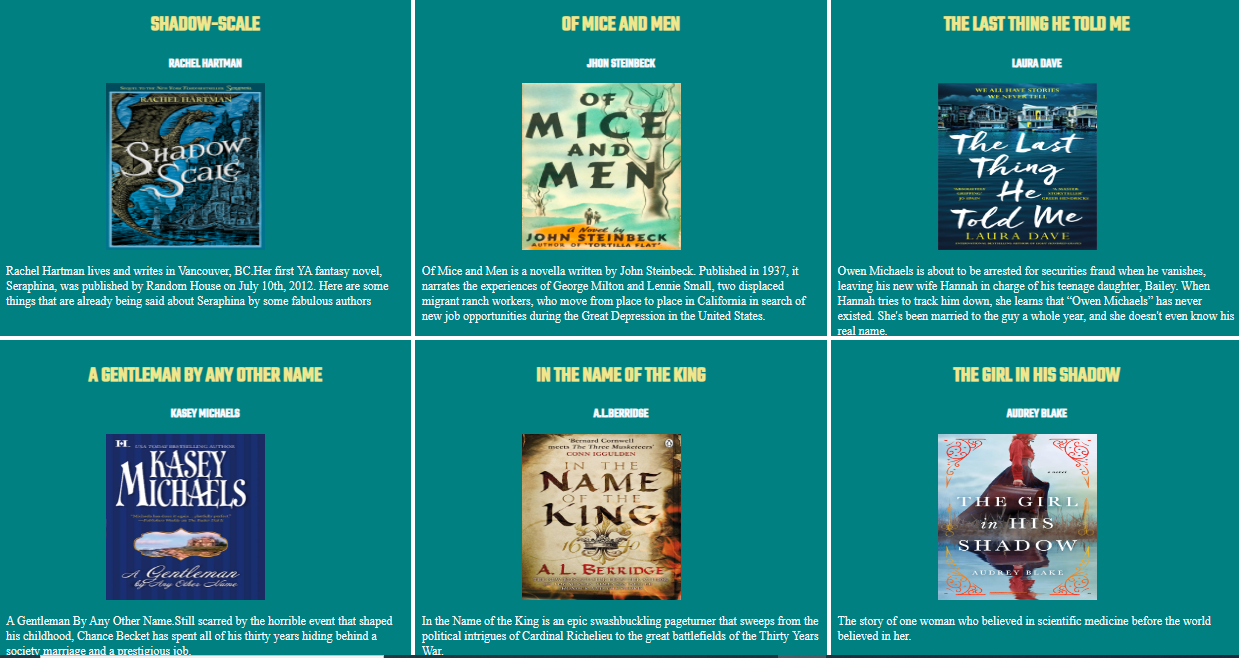 SHADOW-SCALE
RACHEL HARTMAN
SEQUEL TO THE NEW YORK TIMES BESTSELLER Seraphina
RACHEL HARTMAN
SHADOW
SCALE
Rachel Hartman lives and writes in Vancouver, BC.Her first YA fantasy novel,
Seraphina, was published by Random House on July 10th, 2012. Here are some
things that are already being said about Seraphina by some fabulous authors
OF MICE AND MEN
JHON STEINBECK
OF
MICE
AND
MEN
A Novel by
JOHN STEINBECK
AUTHOR OF "TORTILLA FLAT"
Of Mice and Men is a novella written by John Steinbeck. Published in 1937, it
narrates the experiences of George Milton and Lennie Small, two displaced
migrant ranch workers, who move from place to place in California in search of
new job opportunities during the Great Depression in the United States.
THE LAST THING HE TOLD ME
LAURA DAVE
WE ALL HAVE STORIES
WE NEVER TELL
The Last
Thing
He
Told Me
LAURA DAVE
Owen Michaels is about to be arrested for securities fraud when he vanishes,
leaving his new wife Hannah in charge of his teenage daughter, Bailey. When
Hannah tries to track him down, she learns that “Owen Michaels” has never
existed. She's been married to the guy a whole year, and she doesn't even know his
real name.
A GENTLEMAN BY ANY OTHER NAME
KASEY MICHAELS
USA TODAY BESTSELLING AUTHOR
KASEY
MICHAELS
A Gentleman
by Any Other Name
A Gentleman By Any Other Name.Still scarred by the horrible event that shaped
his childhood, Chance Becket has spent all of his thirty years hiding behind a
society marriage and a prestigious job.
IN THE NAME OF THE KING
A.L.BERRIDGE
'Bernard Cornwell
meets The Three Musketeers'
CONN IGGULDEN
IN THE
NAME
OF THE
KING
16 40
A. L. BERRIDGE
In the Name of the King is an epic swashbuckling pageturner that sweeps from the
political intrigues of Cardinal Richelieu to the great battlefields of the Thirty Years
War.
THE GIRL IN HIS SHADOW
AUDREY BLAKE
a novel
THE GIRL
in HIS
SHADOW
AUDREY BLAKE
The story of one woman who believed in scientific medicine before the world
believed in her.